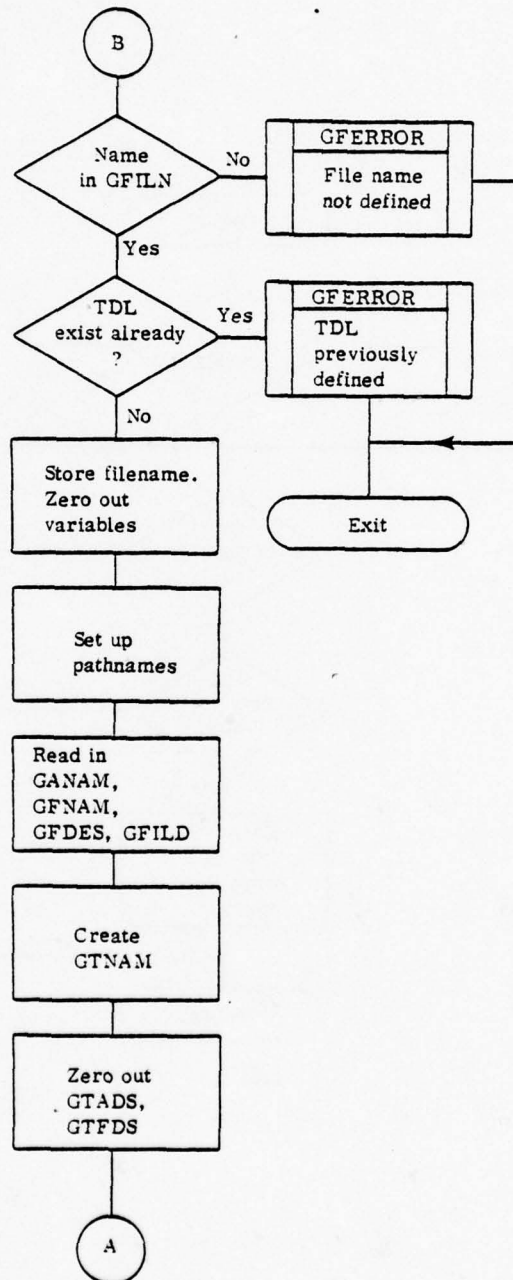 B
Name
in GFILN
No
GFERROR
File name
not defined
Yes
TDL
exist already
?
Yes
GFERROR
TDL
previously
defined
No
Store filename.
Zero out
variables
Exit
Set up
pathnames
Read in
GANAM,
GFNAM,
GFDES, GFILD
Create
GTNAM
Zero out
GTADS,
GTFDS
A